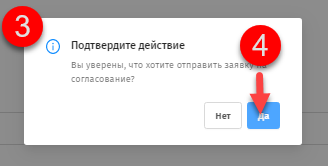 3
Подтвердите действие
4
Вы уверены, что хотите отправить заявку на
согласование?
Нет
Да